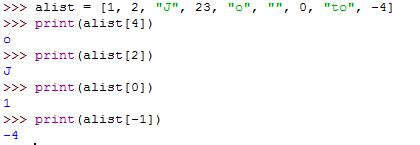 >>> alist = [1, 2, "J", 23, "o", "", 0, "to", -4]
>>> print(alist[4])
o
>>> print(alist[2])
J
>>> print(alist[0])
1
>>> print(alist[-1])
-4